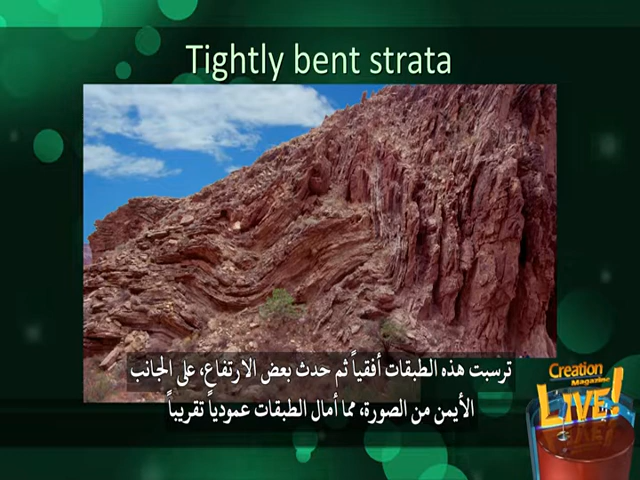 Tightly bent strata
ترسبت هذه الطبقات أفقياً ثم حدث بعض الارتفاع، على الجانب
الأيمن من الصورة، مما أمال الطبقات عمودياً تقريباً
Creation
Magazine
LIVE!